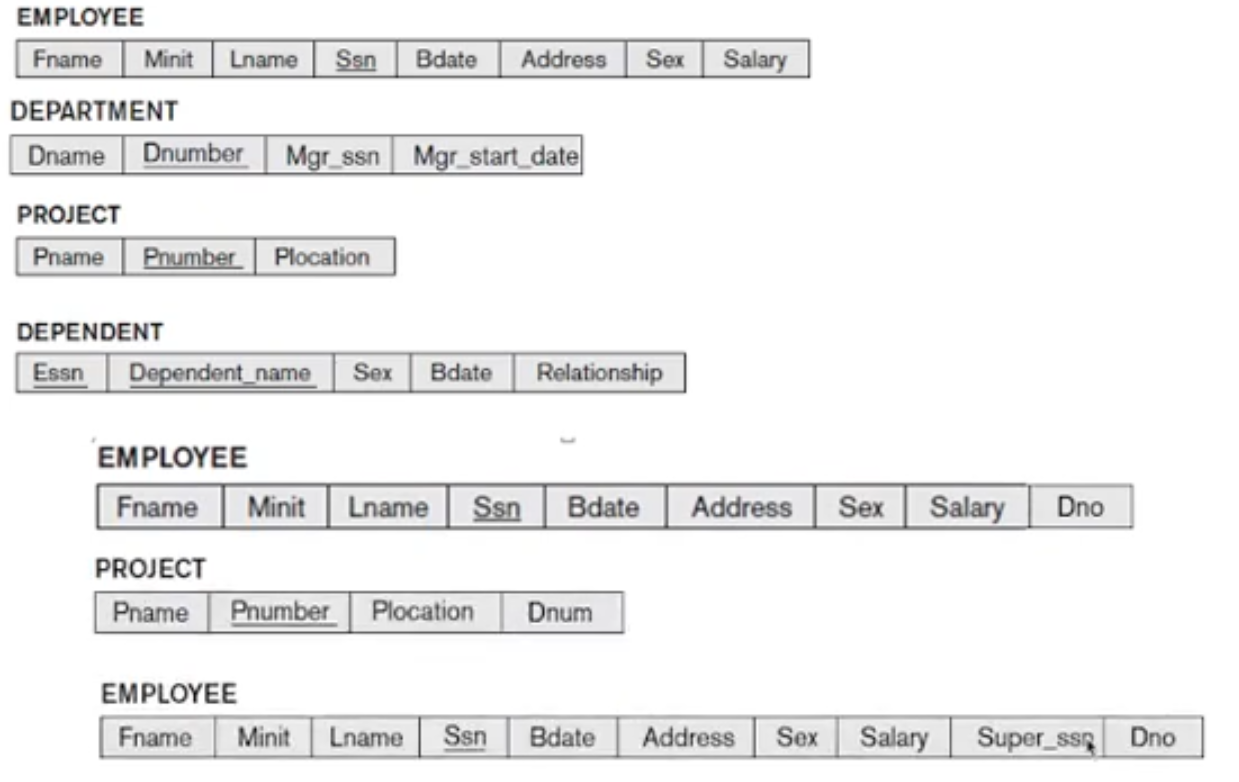 EMPLOYEE
Fname Minit Lname Ssn Bdate Address Sex Salary
DEPARTMENT
Dname Dnumber Mgr_ssn Mgr_start_date
PROJECT
Pname Pnumber Plocation
DEPENDENT
Essn Dependent_name Sex Bdate Relationship
EMPLOYEE
Fname Minit Lname Ssn Bdate Address Sex Salary Dno
PROJECT
Pname Pnumber Plocation Dnum
EMPLOYEE
Fname Minit Lname Ssn Bdate Address Sex Salary Super_ssn Dno